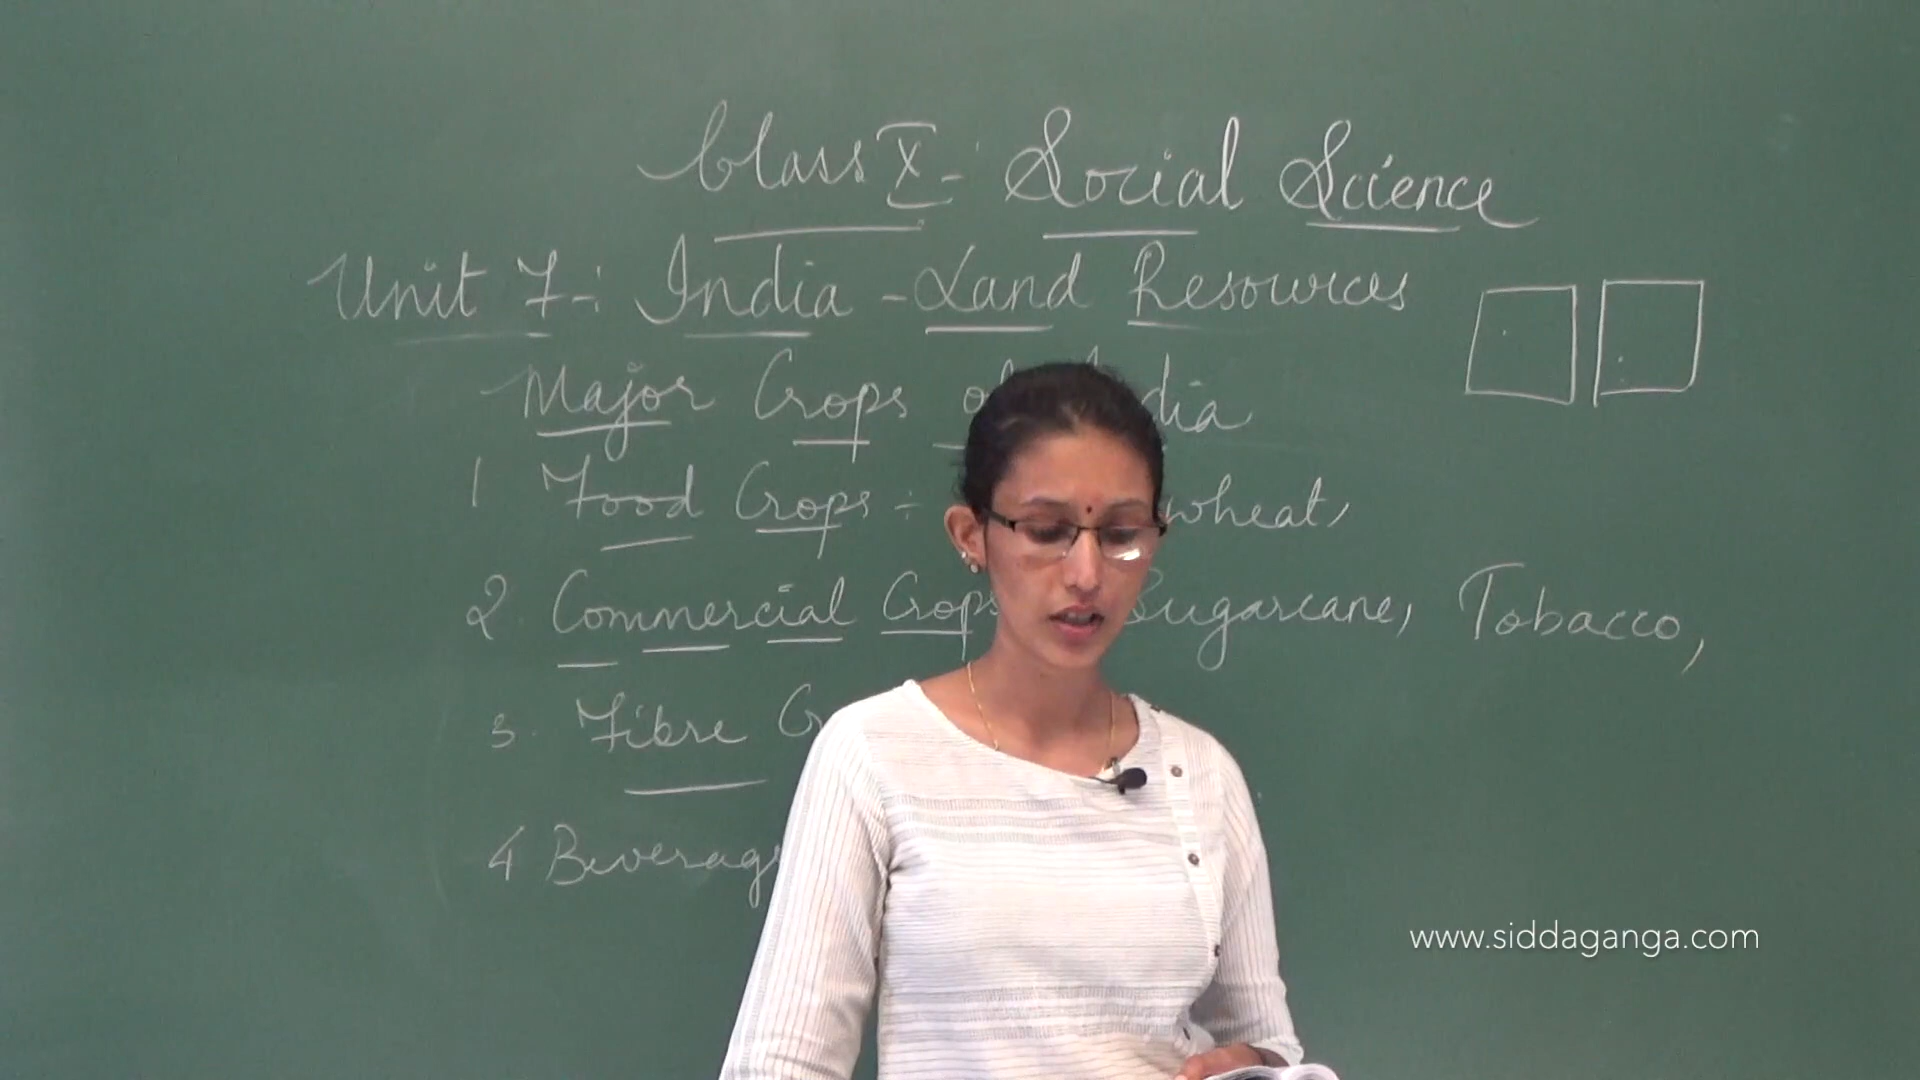 Class X - Social Science
Unit 7 - : India - Land Resources
Major Crops
1 Food Crops : wheat,
2. Commercial Crops Sugarcane, Tobacco,
3. Fibre
4 Beverage
www.siddaganga.com